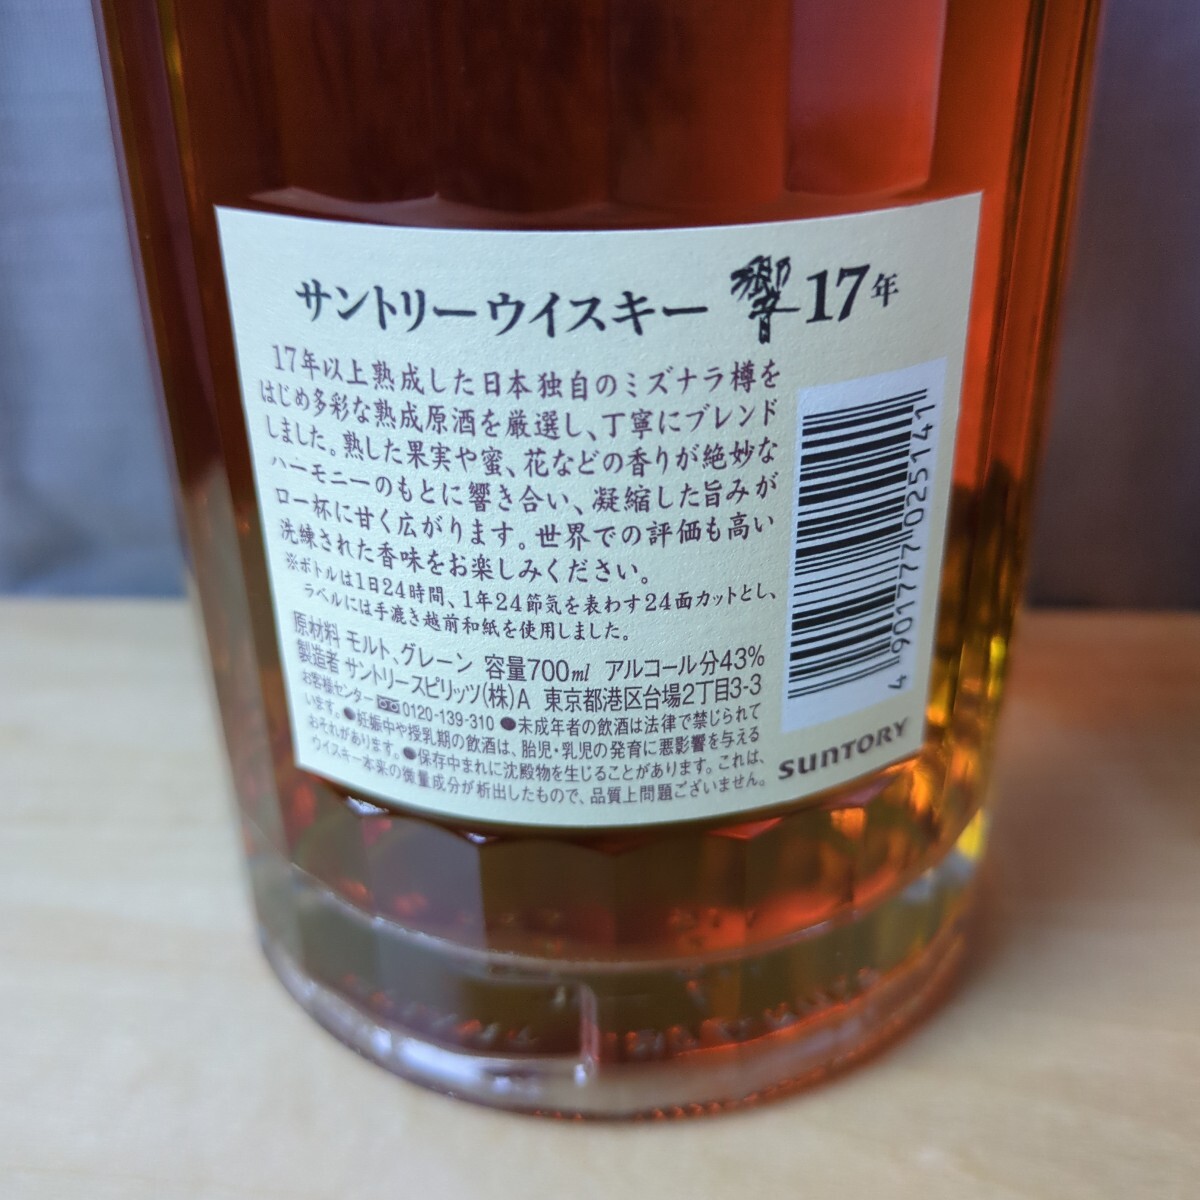 サントリーウイスキー 響 17年
17年以上熟成した日本独自のミズナラ樽を
はじめ多彩な熟成原酒を厳選し、丁寧にブレンド
しました。熟した果実や蜜、花などの香りが絶妙な
ハーモニーのもとに響き合い、凝縮した旨みが
口一杯に甘く広がります。世界での評価も高い
洗練された香味をお楽しみください。
※ボトルは1日24時間、1年24節気を表わす24面カットとし、
ラベルには手漉き越前和紙を使用しました。
原材料 モルト、グレーン 容量700ml アルコール分43%
製造者 サントリースピリッツ(株)A 東京都港区台場2丁目3-3
お客様センター 0120-139-310 ●未成年者の飲酒は法律で禁じられて
います。●妊娠中や授乳期の飲酒は、胎児・乳児の発育に悪影響を与える
おそれがあります。●保存中まれに沈殿物を生じることがあります。これは、
ウイスキー本来の微量成分が析出したもので、品質上問題ございません。
4901777025141
SUNTORY